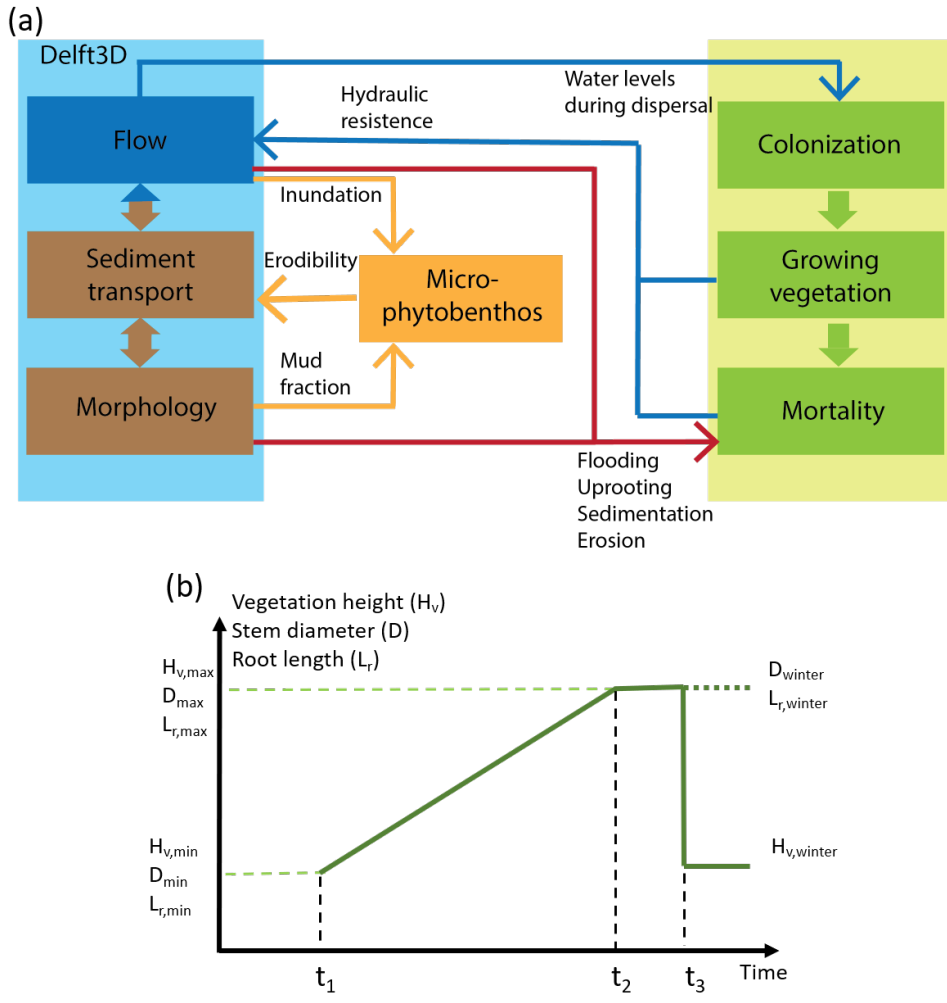 (a)
Delft3D
Flow
Sediment
transport
Morphology
Hydraulic
resistence
Inundation
Erodibility
Mud
fraction
Micro-
phytobenthos
Water levels
during dispersal
Colonization
Growing
vegetation
Mortality
Flooding
Uprooting
Sedimentation
Erosion
(b)
Vegetation height (Hv)
Stem diameter (D)
Root length (Lr)
Hv,max
Dmax
Lr,max
Hv,min
Dmin
Lr,min
Dwinter
Lr,winter
Hv,winter
t1
t2
t3
Time